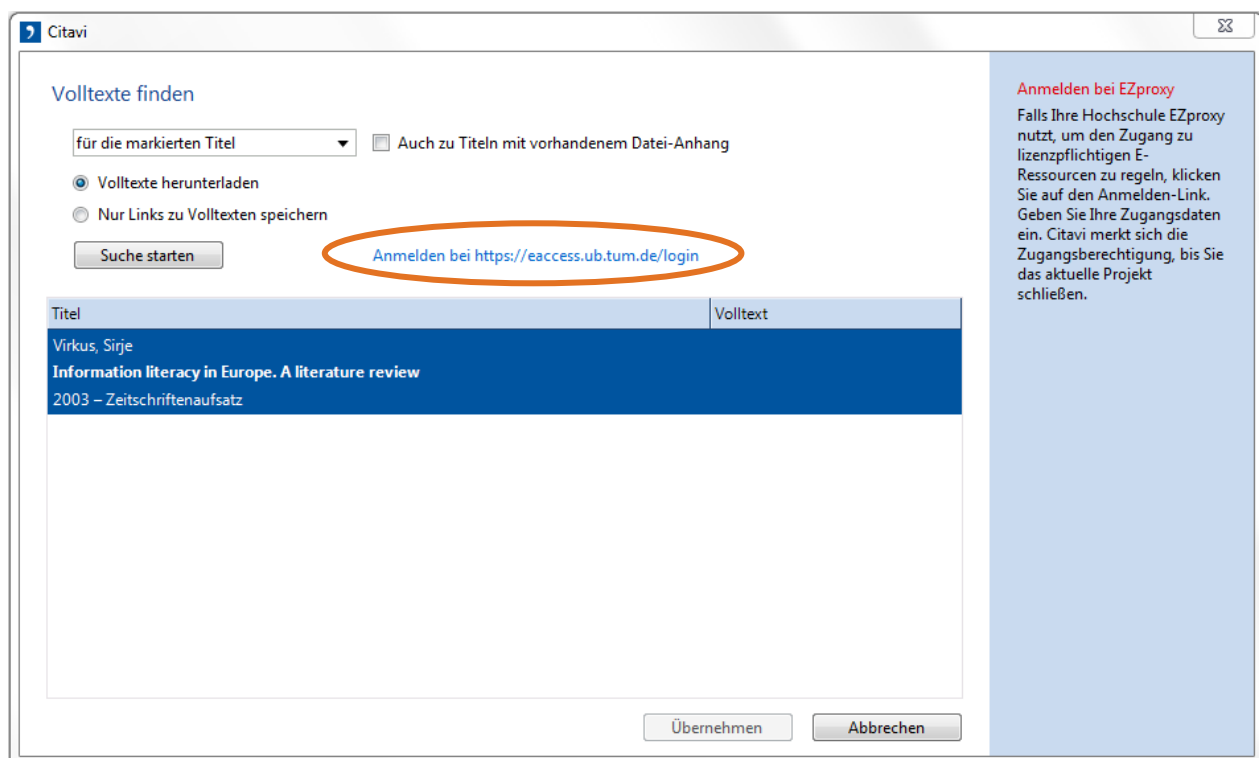 Citavi
Volltexte finden
für die markierten Titel
Auch zu Titeln mit vorhandenem Datei-Anhang
Volltexte herunterladen
Nur Links zu Volltexten speichern
Suche starten
Anmelden bei https://eaccess.ub.tum.de/login
Titel
Volltext
Virkus, Sirje
Information literacy in Europe. A literature review
2003 – Zeitschriftenaufsatz
Übernehmen
Abbrechen
Anmelden bei EZproxy
Falls Ihre Hochschule EZproxy
nutzt, um den Zugang zu
lizenzpflichtigen E-
Ressourcen zu regeln, klicken
Sie auf den Anmelden-Link.
Geben Sie Ihre Zugangsdaten
ein. Citavi merkt sich die
Zugangsberechtigung, bis Sie
das aktuelle Projekt
schließen.